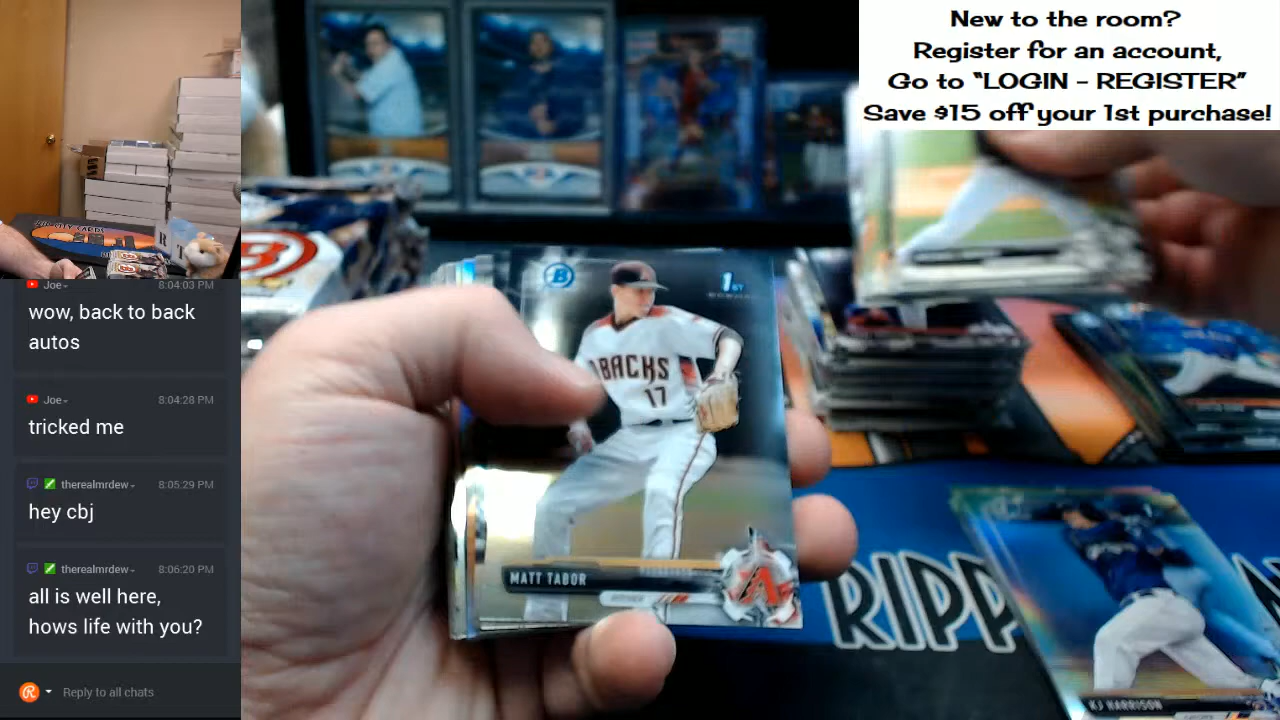 New to the room?
Register for an account,
Go to "LOGIN - REGISTER"
Save $15 off your 1st purchase!
Joe
8:04:03 PM
wow, back to back
autos
Joe
8:04:28 PM
tricked me
therealmrdew
8:05:29 PM
hey cbj
therealmrdew
8:06:20 PM
all is well here,
hows life with you?
Reply to all chats
B
B
1ST
BOWMAN
DBACKS
17
MATT TABOR
PITCHER
A
RIPP
KJ HARRISON
R T